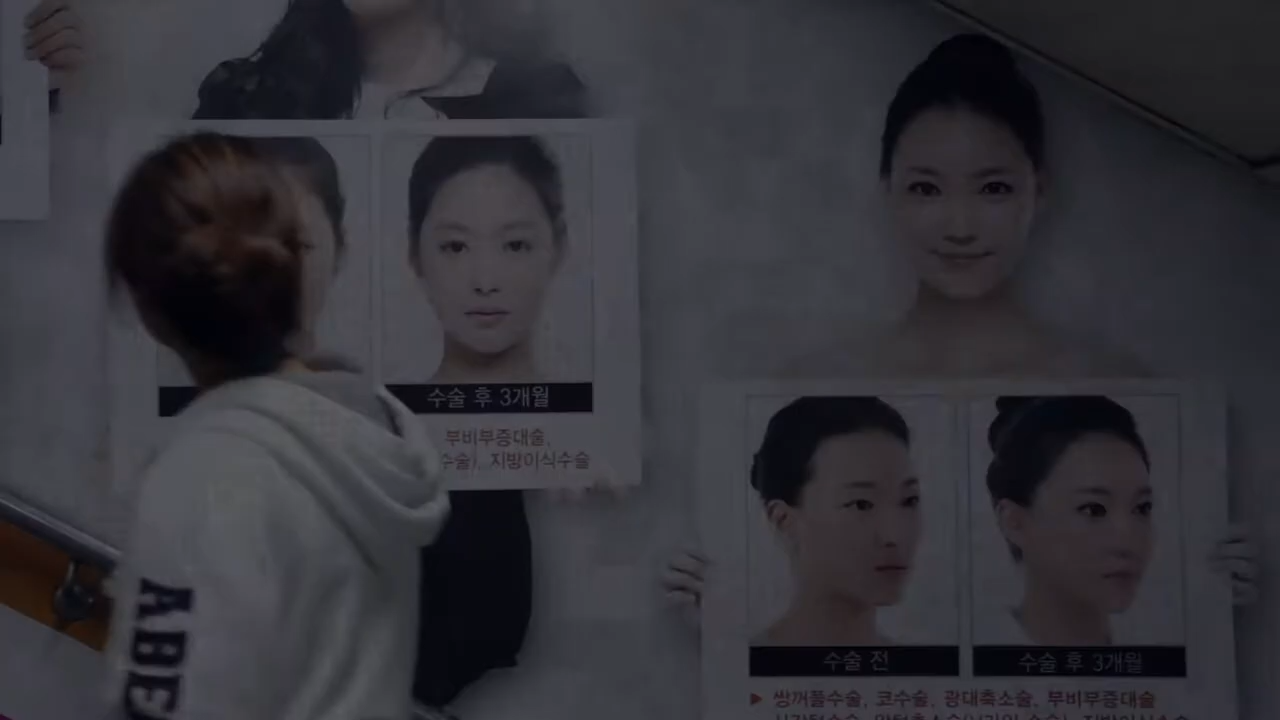 수술 후 3개월
부비부증대술,
수술), 지방이식수술
ABE
수술 전
수술 후 3개월
▶ 쌍꺼풀수술, 코수술, 광대축소술, 부비부증대술